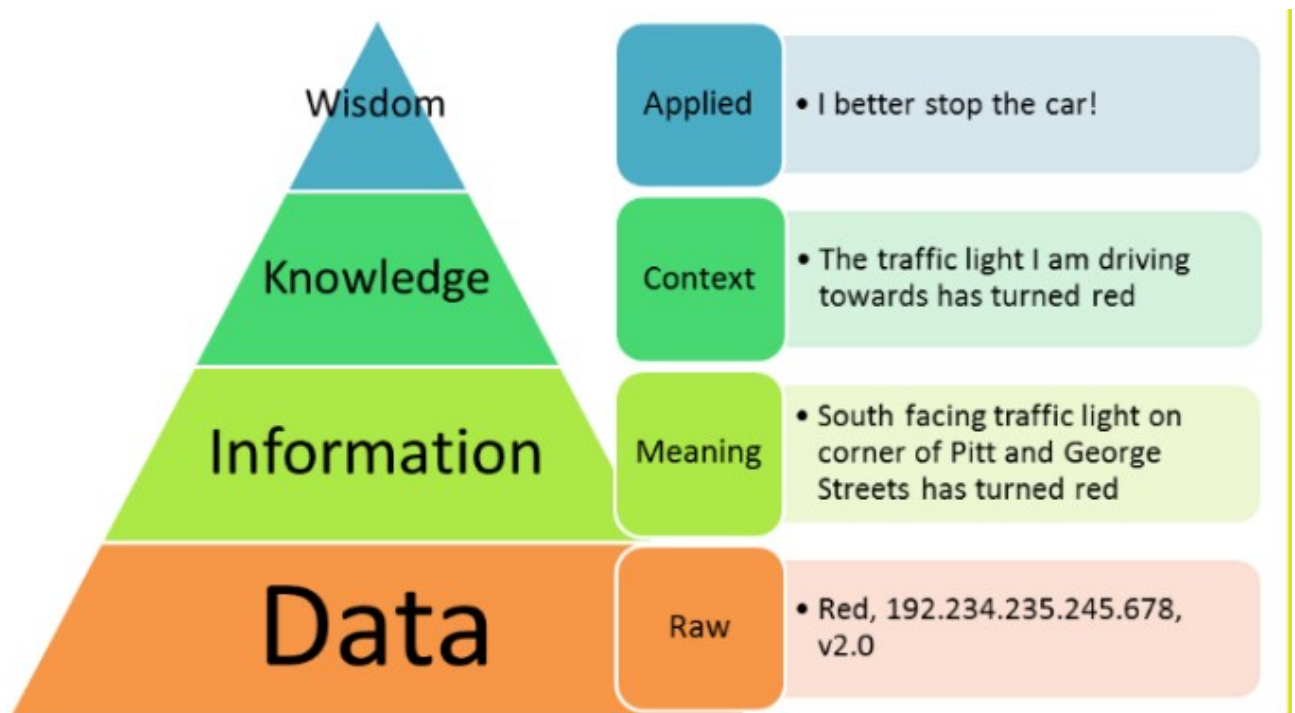 Wisdom
Applied
• I better stop the car!
Knowledge
Context
• The traffic light I am driving
towards has turned red
Information
Meaning
• South facing traffic light on
corner of Pitt and George
Streets has turned red
Data
Raw
• Red, 192.234.235.245.678,
v2.0